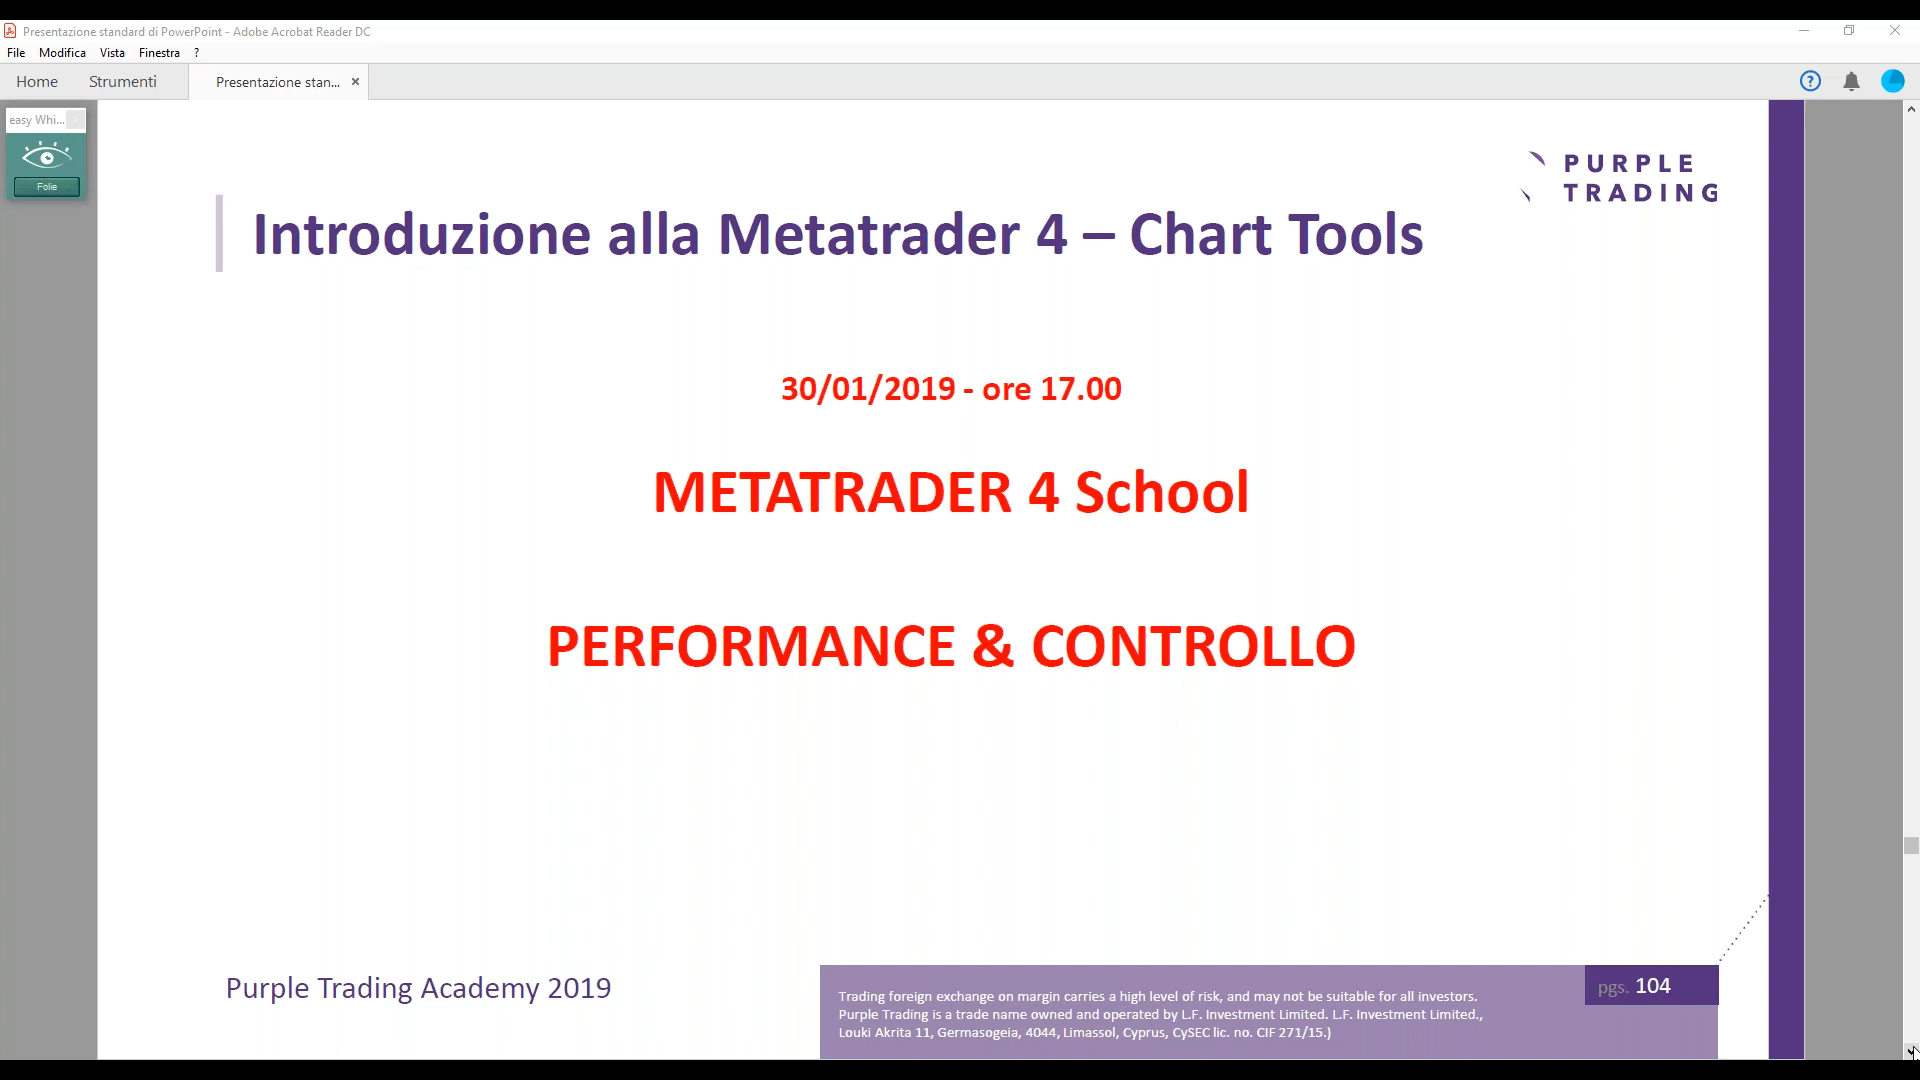 Presentazione standard di PowerPoint - Adobe Acrobat Reader DC
File Modifica Vista Finestra ?
Home Strumenti Presentazione stan... ×
easy Whi...
Folie
PURPLE
TRADING
Introduzione alla Metatrader 4 – Chart Tools
30/01/2019 - ore 17.00
METATRADER 4 School
PERFORMANCE & CONTROLLO
Purple Trading Academy 2019
pgs. 104
Trading foreign exchange on margin carries a high level of risk, and may not be suitable for all investors.
Purple Trading is a trade name owned and operated by L.F. Investment Limited. L.F. Investment Limited.,
Louki Akrita 11, Germasogeia, 4044, Limassol, Cyprus, CySEC lic. no. CIF 271/15.)